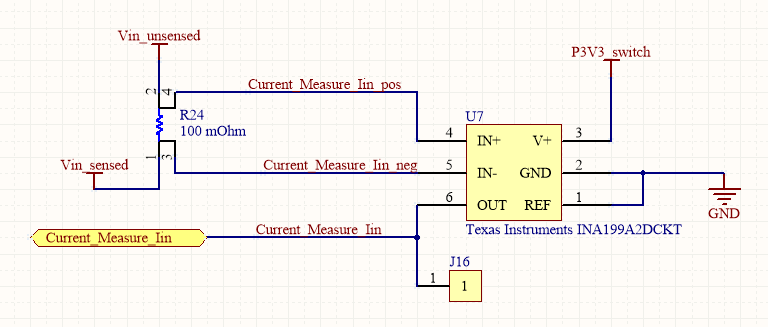 Vin_unsensed
P3V3_switch
2
4
Current_Measure_Iin_pos
R24
100 mOhm
U7
4
IN+
V+
3
1
3
Vin_sensed
Current_Measure_Iin_neg
5
IN-
GND
2
6
OUT
REF
1
GND
Current_Measure_Iin
Current_Measure_Iin
Texas Instruments INA199A2DCKT
J16
1
1